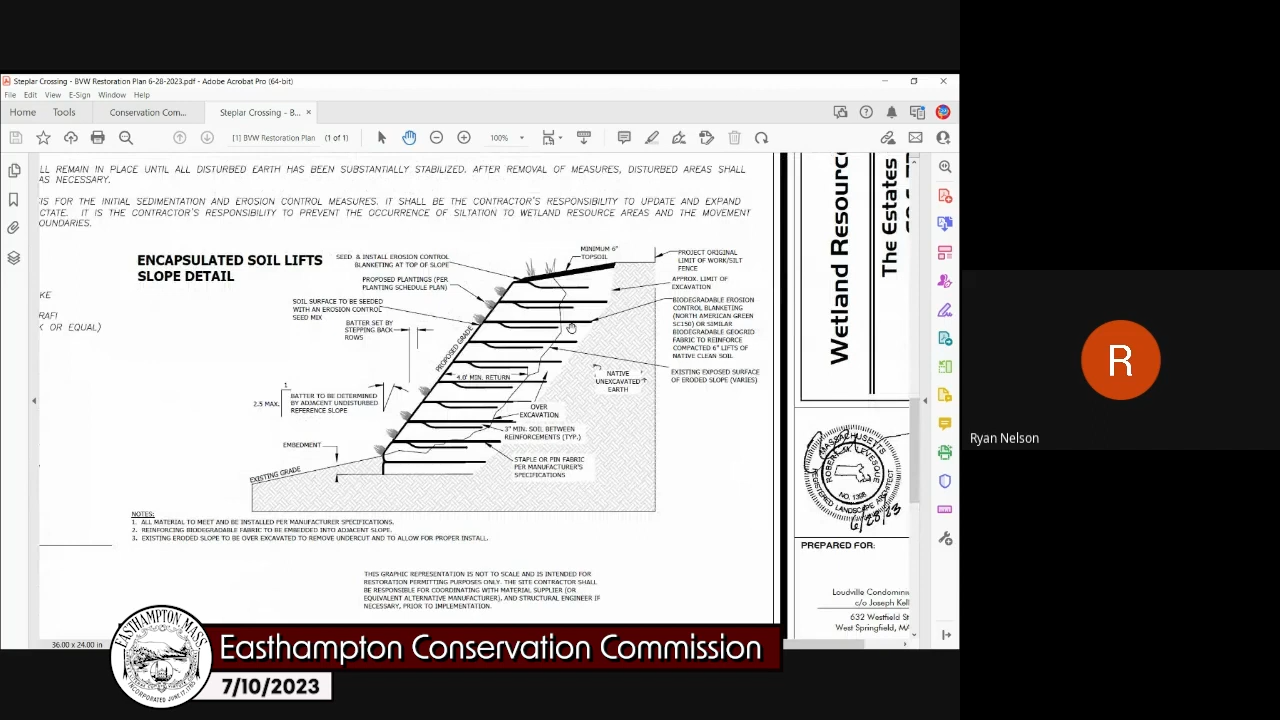 Steplar Crossing - BVW Restoration Plan 6-28-2023.pdf - Adobe Acrobat Pro (64-bit)
File Edit View E-Sign Window Help
Home Tools Conservation Com... Steplar Crossing - B... ×
[1] BVW Restoration Plan (1 of 1) 100%
LL REMAIN IN PLACE UNTIL ALL DISTURBED EARTH HAS BEEN SUBSTANTIALLY STABILIZED. AFTER REMOVAL OF MEASURES, DISTURBED AREAS SHALL
AS NECESSARY.
IS FOR THE INITIAL SEDIMENTATION AND EROSION CONTROL MEASURES. IT SHALL BE THE CONTRACTOR'S RESPONSIBILITY TO UPDATE AND EXPAND
CTATE. IT IS THE CONTRACTOR'S RESPONSIBILITY TO PREVENT THE OCCURRENCE OF SILTATION TO WETLAND RESOURCE AREAS AND THE MOVEMENT
OUNDARIES.
ENCAPSULATED SOIL LIFTS
SLOPE DETAIL
SEED & INSTALL EROSION CONTROL
BLANKETING AT TOP OF SLOPE
PROPOSED PLANTINGS (PER
PLANTING SCHEDULE PLAN)
SOIL SURFACE TO BE SEEDED
WITH AN EROSION CONTROL
SEED MIX
BATTER SET BY
STEPPING BACK
ROWS
PROPOSED GRADE
MINIMUM 6"
TOPSOIL
PROJECT ORIGINAL
LIMIT OF WORK/SILT
FENCE
APPROX. LIMIT OF
EXCAVATION
BIODEGRADABLE EROSION
CONTROL BLANKETING
(NORTH AMERICAN GREEN
SC150) OR SIMILAR
BIODEGRADABLE GEOGRID
FABRIC TO REINFORCE
COMPACTED 6" LIFTS OF
NATIVE CLEAN SOIL
EXISTING EXPOSED SURFACE
OF ERODED SLOPE (VARIES)
NATIVE
UNEXCAVATED
EARTH
4.0' MIN. RETURN
1
2.5 MAX.
BATTER TO BE DETERMINED
BY ADJACENT UNDISTURBED
REFERENCE SLOPE
OVER
EXCAVATION
3" MIN. SOIL BETWEEN
REINFORCEMENTS (TYP.)
STAPLE OR PIN FABRIC
PER MANUFACTURER'S
SPECIFICATIONS
EMBEDMENT
EXISTING GRADE
KE
RAFI
K OR EQUAL)
NOTES:
1. ALL MATERIAL TO MEET AND BE INSTALLED PER MANUFACTURER SPECIFICATIONS.
2. REINFORCING BIODEGRADABLE FABRIC TO BE EMBEDDED INTO ADJACENT SLOPE.
3. EXISTING ERODED SLOPE TO BE OVER EXCAVATED TO REMOVE UNDERCUT AND TO ALLOW FOR PROPER INSTALL.
THIS GRAPHIC REPRESENTATION IS NOT TO SCALE AND IS INTENDED FOR
RESTORATION PERMITTING PURPOSES ONLY. THE SITE CONTRACTOR SHALL
BE RESPONSIBLE FOR COORDINATING WITH MATERIAL SUPPLIER (OR
EQUIVALENT ALTERNATIVE MANUFACTURER), AND STRUCTURAL ENGINEER IF
NECESSARY, PRIOR TO IMPLEMENTATION.
Wetland Resourc
The Estates
MASSACHUSETTS
REGISTERED LANDSCAPE ARCHITECT
NO. 1308
6/28/23
PREPARED FOR:
Loudville Condomini
c/o Joseph Kell
632 Westfield St
West Springfield, MA
36.00 x 24.00 in
R
Ryan Nelson
EASTHAMPTON MASS
Easthampton Conservation Commission
7/10/2023